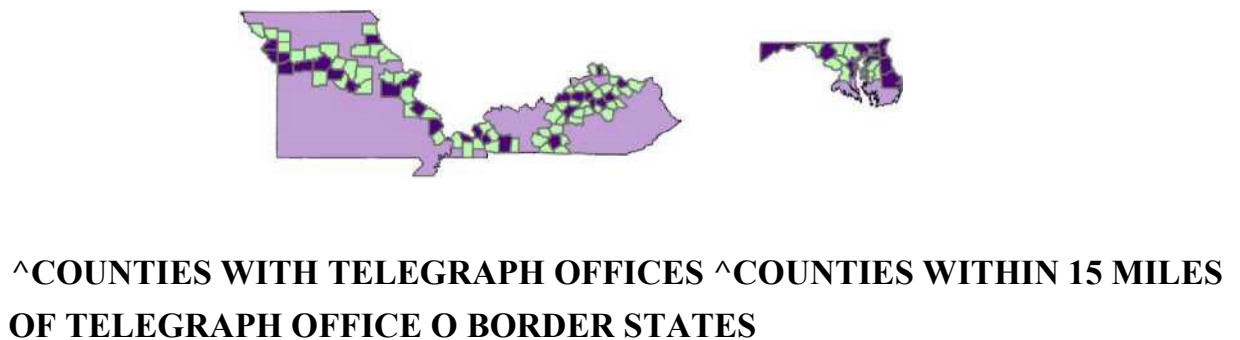 ^COUNTIES WITH TELEGRAPH OFFICES ^COUNTIES WITHIN 15 MILES
OF TELEGRAPH OFFICE O BORDER STATES